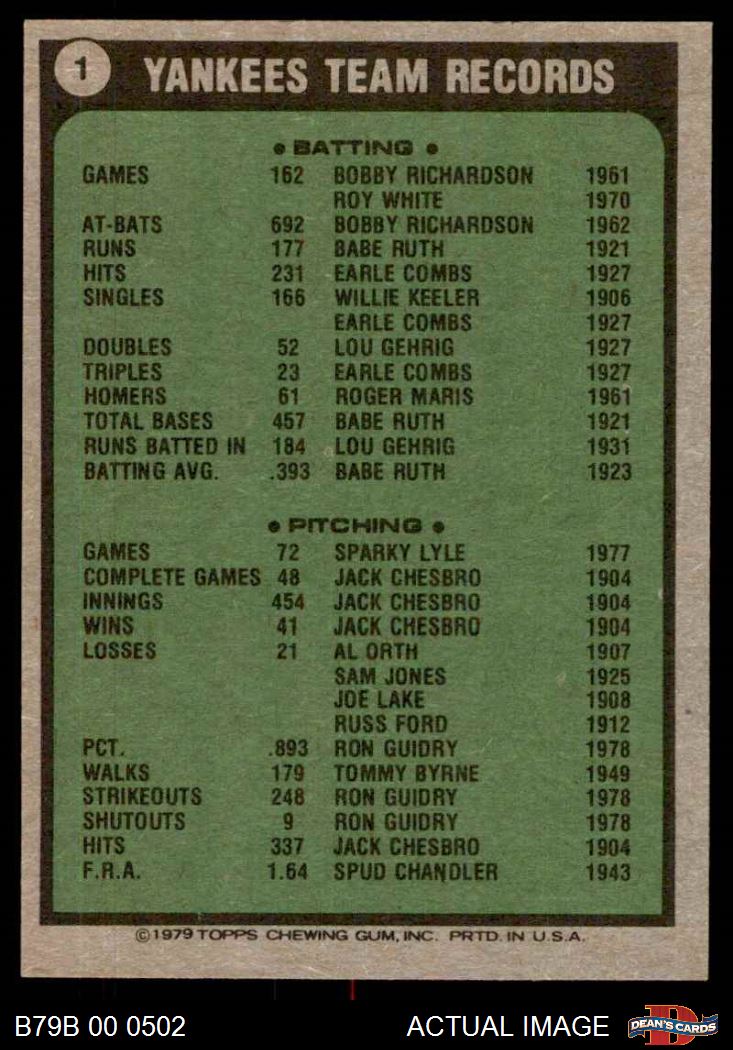 1 YANKEES TEAM RECORDS
• BATTING •
GAMES 162 BOBBY RICHARDSON 1961
ROY WHITE 1970
AT-BATS 692 BOBBY RICHARDSON 1962
RUNS 177 BABE RUTH 1921
HITS 231 EARLE COMBS 1927
SINGLES 166 WILLIE KEELER 1906
EARLE COMBS 1927
DOUBLES 52 LOU GEHRIG 1927
TRIPLES 23 EARLE COMBS 1927
HOMERS 61 ROGER MARIS 1961
TOTAL BASES 457 BABE RUTH 1921
RUNS BATTED IN 184 LOU GEHRIG 1931
BATTING AVG. .393 BABE RUTH 1923
• PITCHING •
GAMES 72 SPARKY LYLE 1977
COMPLETE GAMES 48 JACK CHESBRO 1904
INNINGS 454 JACK CHESBRO 1904
WINS 41 JACK CHESBRO 1904
LOSSES 21 AL ORTH 1907
SAM JONES 1925
JOE LAKE 1908
RUSS FORD 1912
PCT. .893 RON GUIDRY 1978
WALKS 179 TOMMY BYRNE 1949
STRIKEOUTS 248 RON GUIDRY 1978
SHUTOUTS 9 RON GUIDRY 1978
HITS 337 JACK CHESBRO 1904
F.R.A. 1.64 SPUD CHANDLER 1943
©1979 TOPPS CHEWING GUM, INC. PRTD. IN U.S.A.
B79B 00 0502 ACTUAL IMAGE DEAN'S CARDS